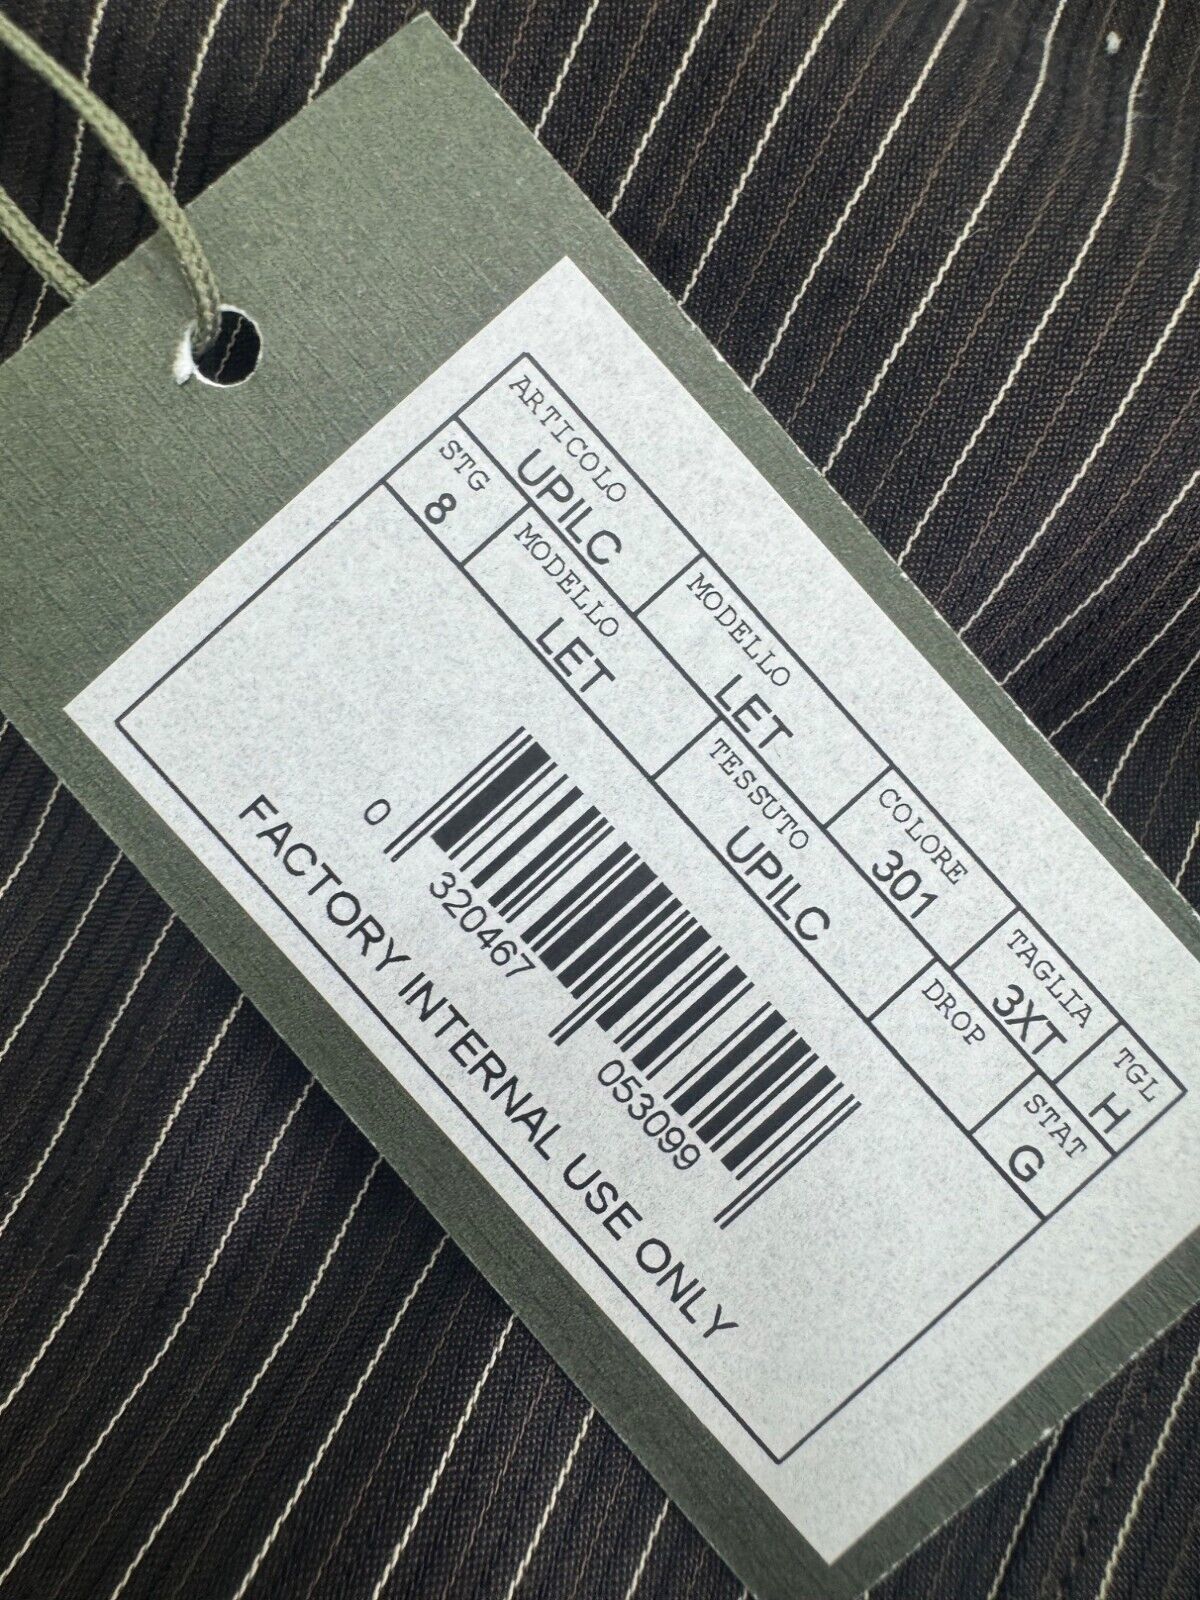 ARTICOLO MODELLO COLORE TAGLIA TGL
UPILC LET 301 3XT H
STG MODELLO TESSUTO DROP STAT
8 LET UPILC G
0 320467 053099
FACTORY INTERNAL USE ONLY